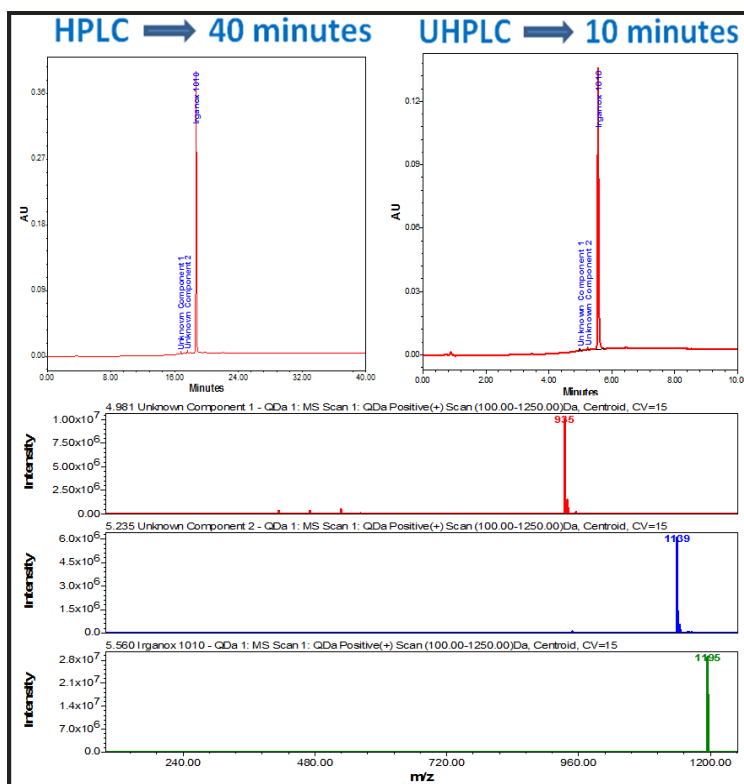 HPLC ⇒ 40 minutes
UHPLC ⇒ 10 minutes
AU
0.36
0.27
0.18
0.09
0.00
Unknown Component 1
Unknown Component 2
Irganox 1010
0.00 8.00 16.00 24.00 32.00 40.00
Minutes
AU
0.12
0.09
0.06
0.03
0.00
Unknown Component 1
Unknown Component 2
Irganox 1010
0.00 2.00 4.00 6.00 8.00 10.00
Minutes
4.981 Unknown Component 1 - QDa 1: MS Scan 1: QDa Positive(+) Scan (100.00-1250.00)Da, Centroid, CV=15
Intensity
1.00x10⁷
7.50x10⁶
5.00x10⁶
2.50x10⁶
0.0
935
5.235 Unknown Component 2 - QDa 1: MS Scan 1: QDa Positive(+) Scan (100.00-1250.00)Da, Centroid, CV=15
Intensity
6.0x10⁶
4.5x10⁶
3.0x10⁶
1.5x10⁶
0.0
1139
5.560 Irganox 1010 - QDa 1: MS Scan 1: QDa Positive(+) Scan (100.00-1250.00)Da, Centroid, CV=15
Intensity
2.8x10⁷
2.1x10⁷
1.4x10⁷
7.0x10⁶
0.0
1195
240.00 480.00 720.00 960.00 1200.00
m/z